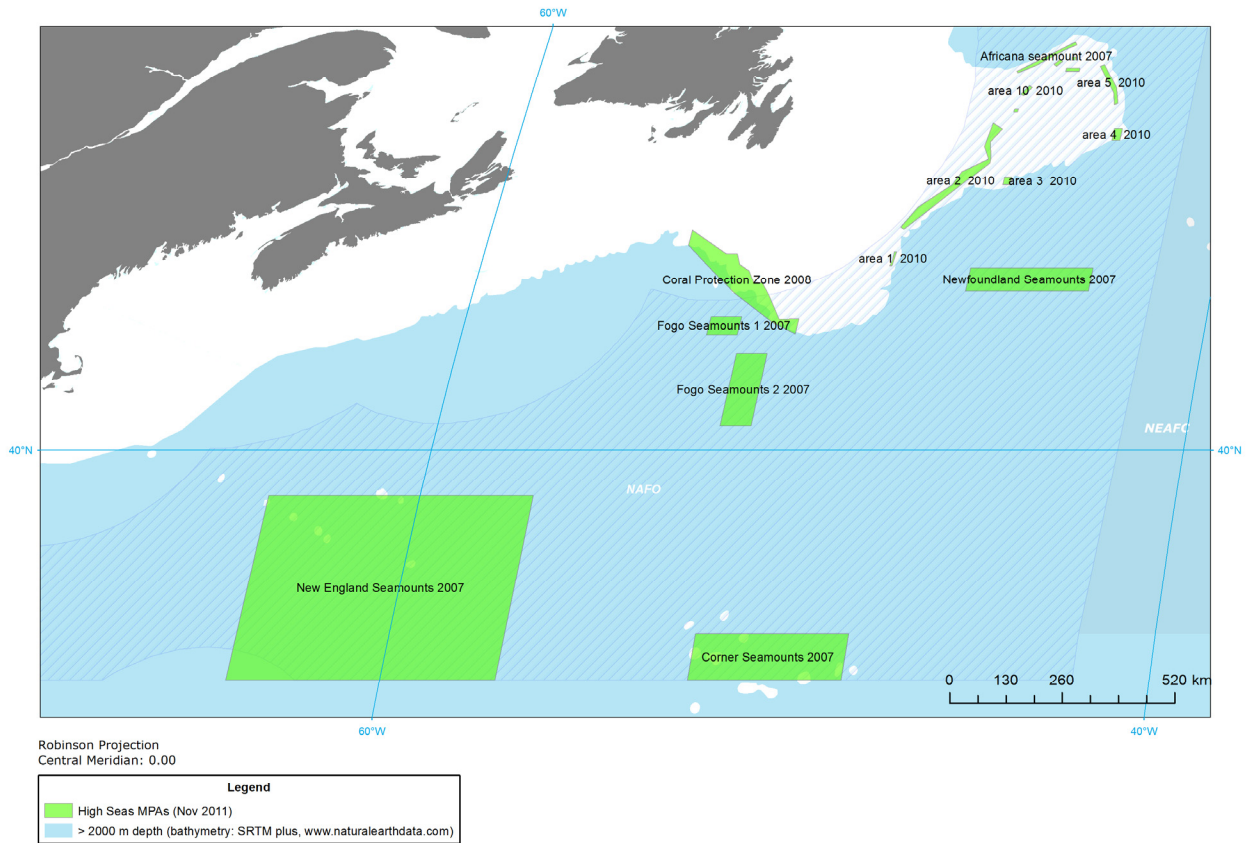 60°W
Africana seamount 2007
area 5 2010
area 10 2010
area 4 2010
area 2 2010
area 3 2010
area 1 2010
Coral Protection Zone 2008
Newfoundland Seamounts 2007
Fogo Seamounts 1 2007
Fogo Seamounts 2 2007
NEAFC
40°N
40°N
NAFO
New England Seamounts 2007
Corner Seamounts 2007
0 130 260 520 km
60°W
40°W
Robinson Projection
Central Meridian: 0.00
Legend
High Seas MPAs (Nov 2011)
> 2000 m depth (bathymetry: SRTM plus, www.naturalearthdata.com)